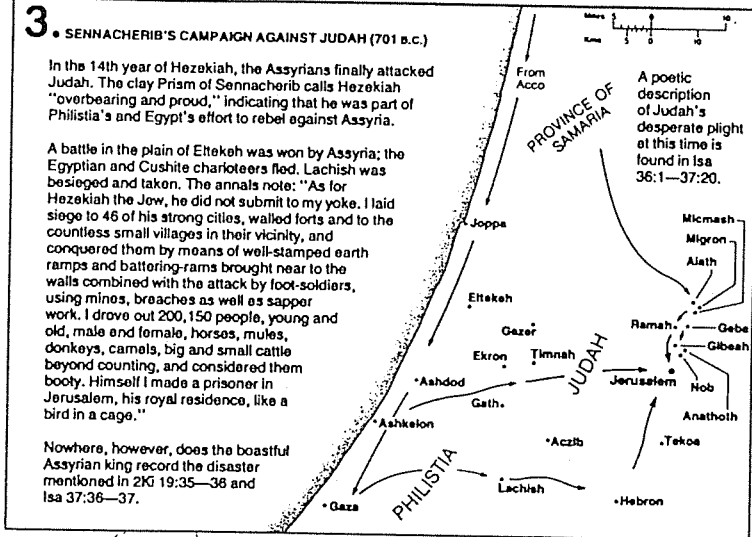 3. SENNACHERIB'S CAMPAIGN AGAINST JUDAH (701 B.C.)
In the 14th year of Hezekiah, the Assyrians finally attacked
Judah. The clay Prism of Sennacherib calls Hezekiah
"overbearing and proud," indicating that he was part of
Philistia's and Egypt's effort to rebel against Assyria.
A battle in the plain of Eltekeh was won by Assyria; the
Egyptian and Cushite charioteers fled. Lachish was
besieged and taken. The annals note: "As for
Hezekiah the Jew, he did not submit to my yoke. I laid
siege to 46 of his strong cities, walled forts and to the
countless small villages in their vicinity, and
conquered them by means of well-stamped earth
ramps and battering-rams brought near to the
walls combined with the attack by foot-soldiers,
using mines, breaches as well as sapper
work. I drove out 200,150 people, young and
old, male and female, horses, mules,
donkeys, camels, big and small cattle
beyond counting, and considered them
booty. Himself I made a prisoner in
Jerusalem, his royal residence, like a
bird in a cage."
Nowhere, however, does the boastful
Assyrian king record the disaster
mentioned in 2Ki 19:35—36 and
Isa 37:36—37.
Miles 5 0 10
Kms 5 0 10
From
Acco
PROVINCE OF
SAMARIA
A poetic
description
of Judah's
desperate plight
at this time is
found in Isa
36:1—37:20.
Micmash
Migron
Aiath
Joppa
Eltekeh
Gezer
Ramah
Geba
Gibeah
Ekron
Timnah
JUDAH
Ashdod
Jerusalem
Nob
Gath
Anathoth
Ashkelon
Aczib
Tekoa
PHILISTIA
Lachish
Gaza
Hebron